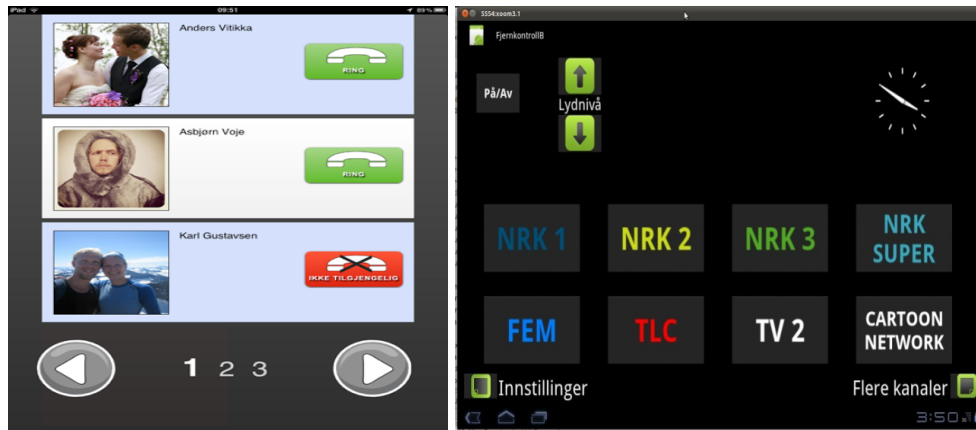 iPad
09:51
89 %
Anders Vitikka
RING
Asbjørn Voje
RING
Karl Gustavsen
IKKE TILGJENGELIG
1 2 3
5554:xoom3.1
FjernkontrollB
På/Av
Lydnivå
NRK 1
NRK 2
NRK 3
NRK
SUPER
FEM
TLC
TV 2
CARTOON
NETWORK
Innstillinger
Flere kanaler
3:50